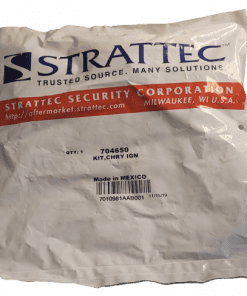 STRATTEC
TRUSTED SOURCE. MANY SOLUTIONS
STRATTEC SECURITY CORPORATION
http://aftermarket.strattec.com MILWAUKEE, WI U.S.A.
QTY: 1 704650
KIT,CHRY IGN
Made in MEXICO